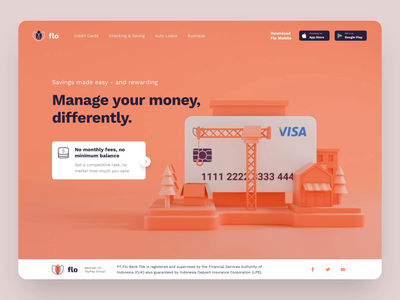 flo
Credit Cards Checking & Saving Auto Loans Business
Download
Flo Mobile
App Store
Google Play
Savings made easy - and rewarding
Manage your money,
differently.
No monthly fees, no
minimum balance
Get a competitive rate, no
matter how much you save.
VISA
1111 2222 3333 444
flo
Member of
PayPay Group
PT Flo Bank Tbk is registered and supervised by the Financial Services Authority of
Indonesia (OJK) also guaranteed by Indonesia Deposit Insurance Corporation (LPS).